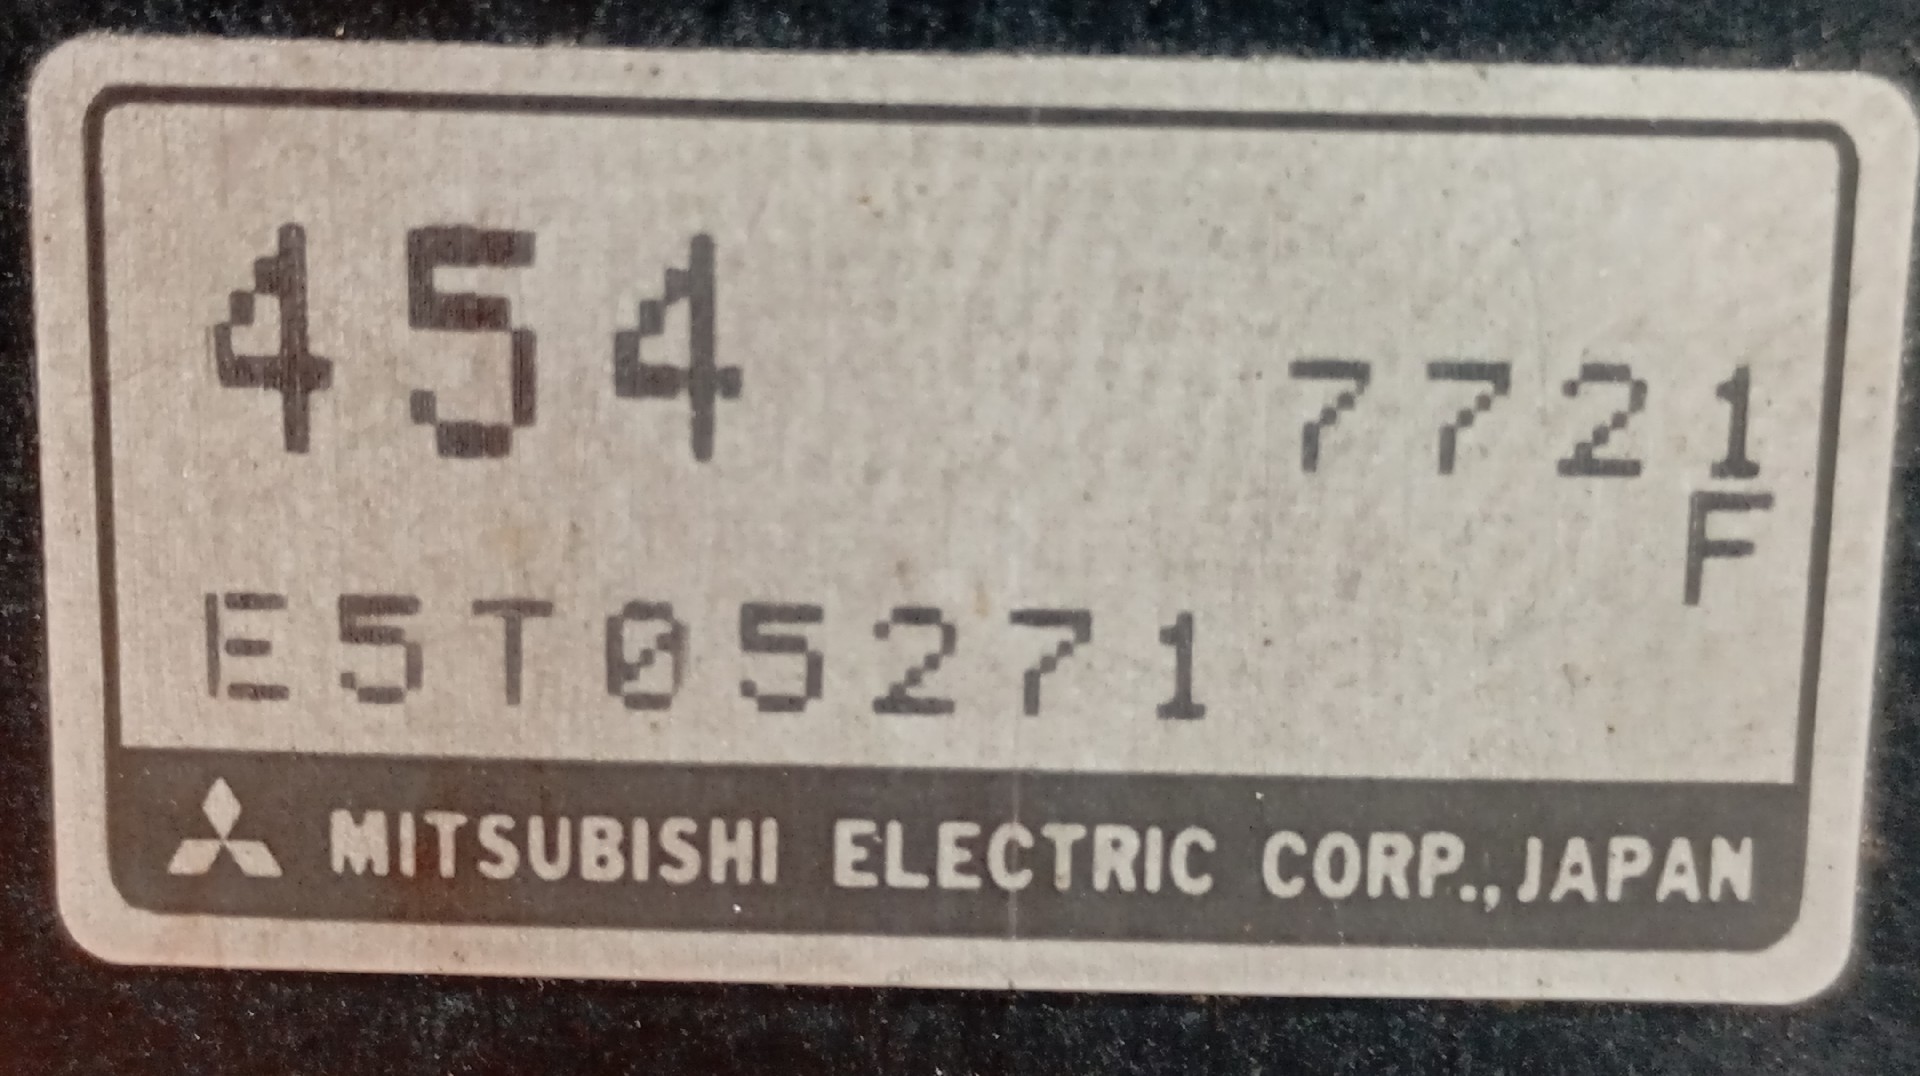 454 7721
F
E5T05271
MITSUBISHI ELECTRIC CORP., JAPAN